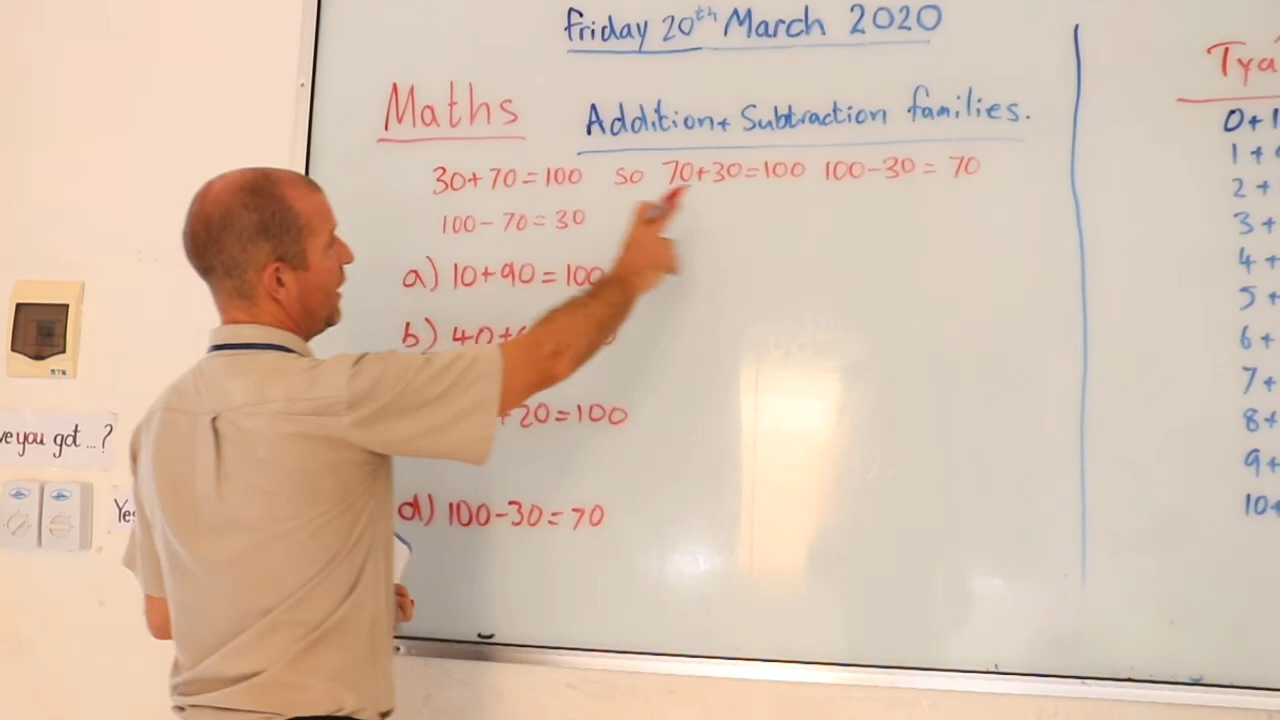 Friday 20th March 2020
Maths
Addition + Subtraction families.
30+70=100 so 70+30=100 100-30=70
100-70=30
a) 10+90=100
b) 40+
+20=100
d) 100-30=70
0+1
1+
2+
3+
4+
5+
6+
7+
8+
9+
10+
you got ...?